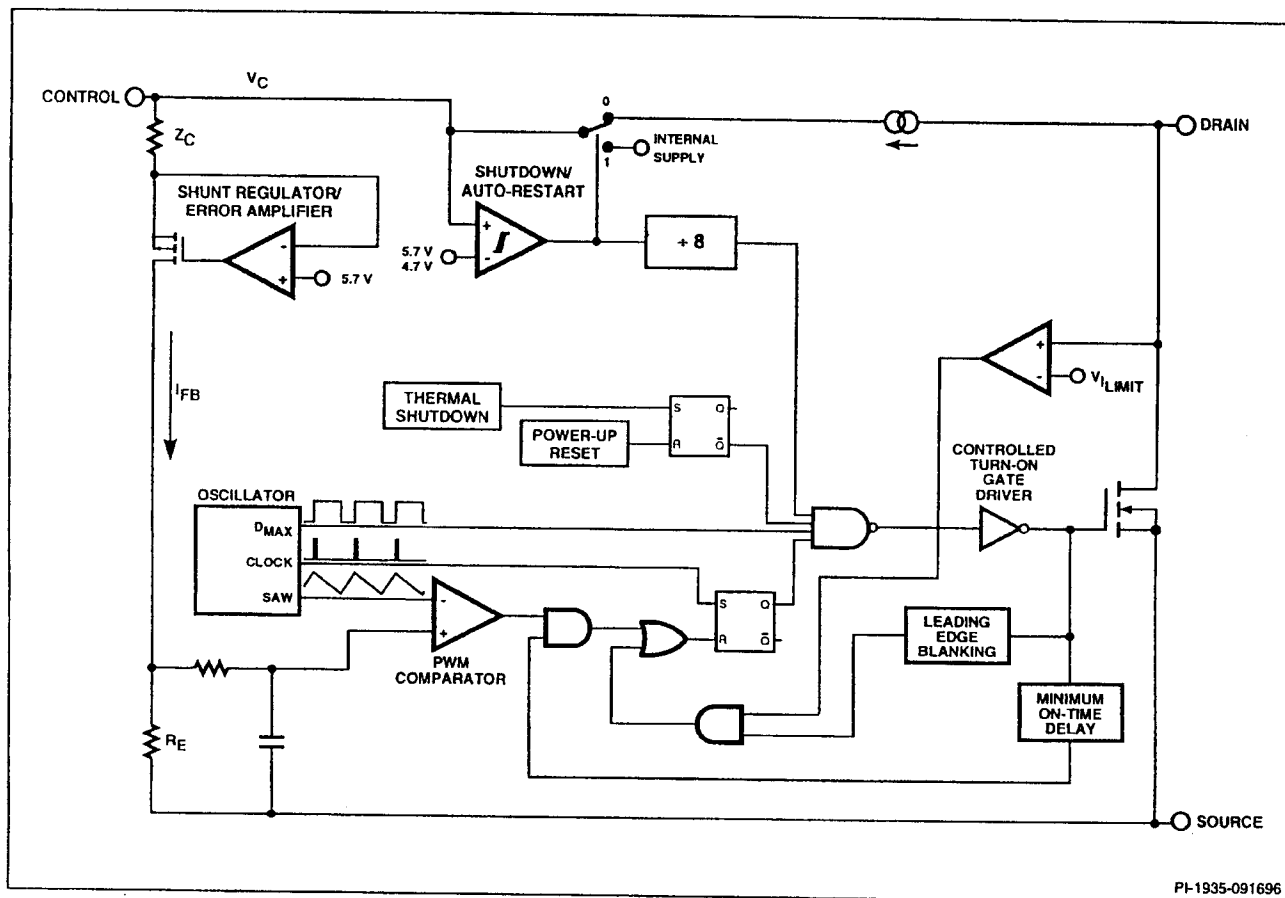 V_C
CONTROL
0
DRAIN
Z_C
INTERNAL
SUPPLY
1
SHUTDOWN/
AUTO-RESTART
SHUNT REGULATOR/
ERROR AMPLIFIER
+
-
÷ 8
5.7 V
4.7 V
-
+
5.7 V
+
-
V_I_LIMIT
I_FB
THERMAL
SHUTDOWN
S Q
R Q̅
POWER-UP
RESET
CONTROLLED
TURN-ON
GATE
DRIVER
OSCILLATOR
D_MAX
CLOCK
SAW
-
+
PWM
COMPARATOR
S Q
R Q̅
LEADING
EDGE
BLANKING
MINIMUM
ON-TIME
DELAY
R_E
SOURCE
PI-1935-091696